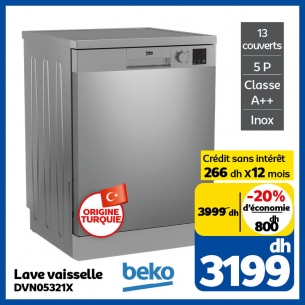 13
couverts
5 P
Classe
A++
Inox
beko
ORIGINE
TURQUIE
Crédit sans intérêt
266 dh x12 mois
3999 dh
-20%
d'économie
dh
800
Lave vaisselle
DVN05321X
beko
dh
3199